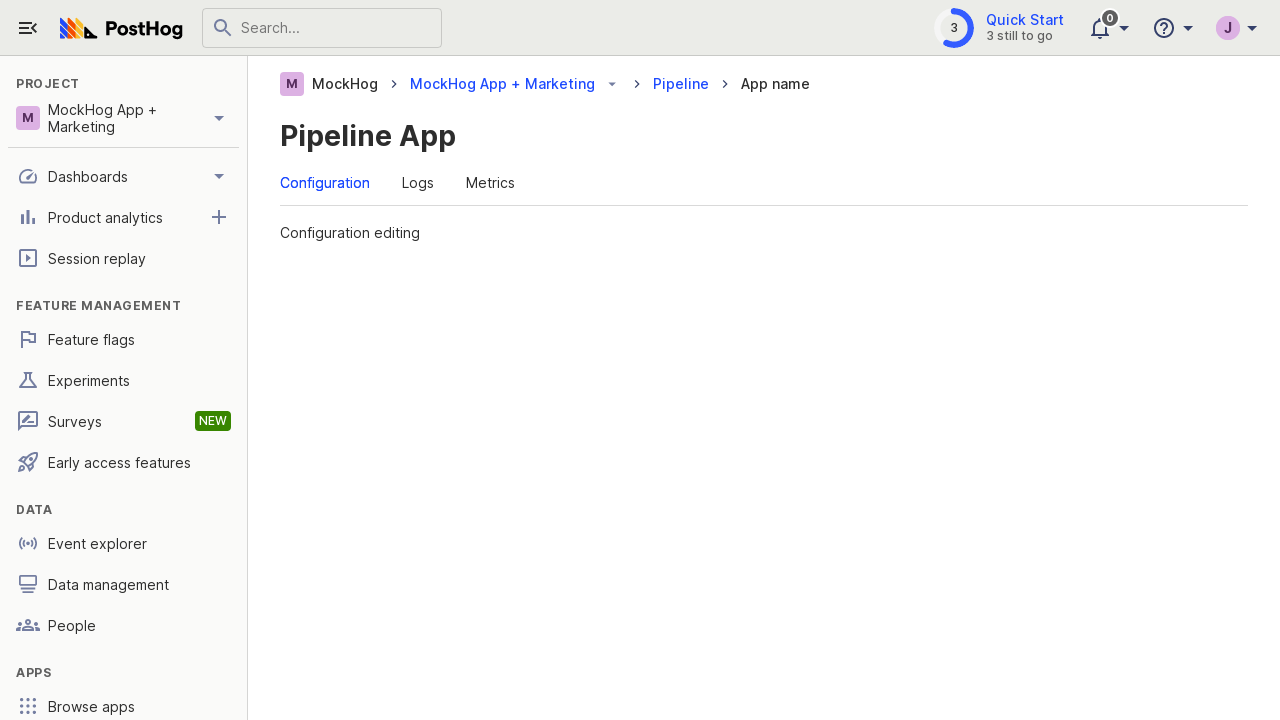 PostHog
Search...
3
Quick Start
3 still to go
0
J
PROJECT
M
MockHog App +
Marketing
Dashboards
Product analytics
Session replay
FEATURE MANAGEMENT
Feature flags
Experiments
Surveys
NEW
Early access features
DATA
Event explorer
Data management
People
APPS
Browse apps
M MockHog MockHog App + Marketing Pipeline App name
Pipeline App
Configuration Logs Metrics
Configuration editing